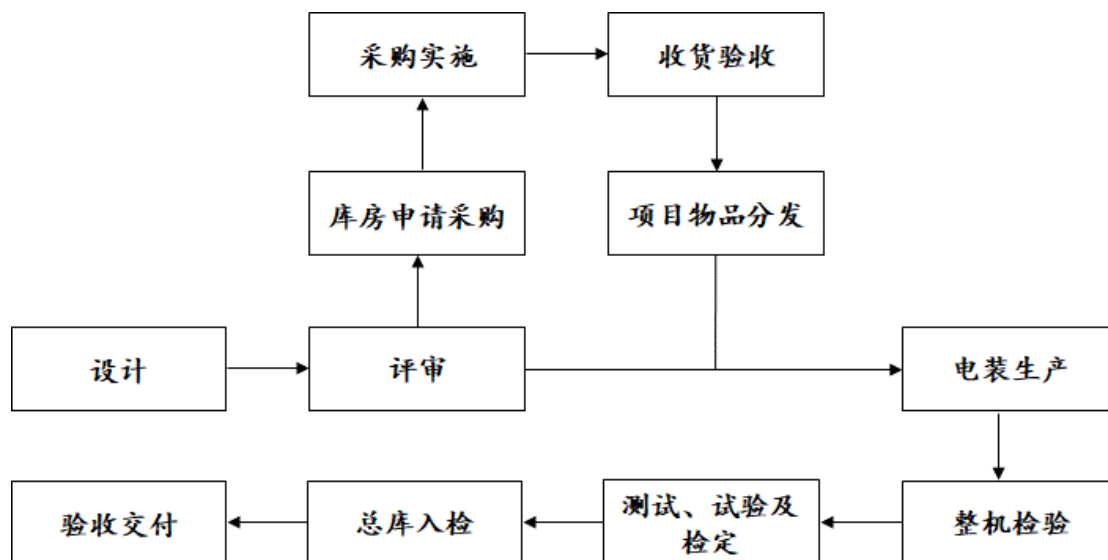 采购实施
收货验收
库房申请采购
项目物品分发
设计
评审
电装生产
验收交付
总库入检
测试、试验及
检定
整机检验